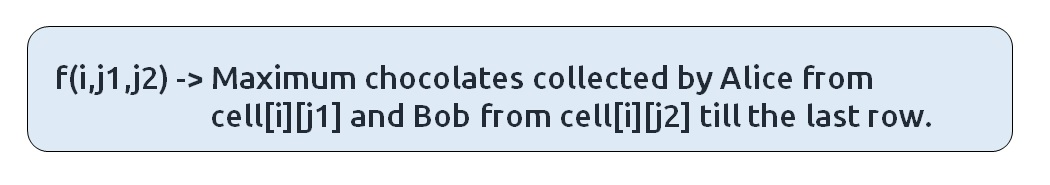 f(i,j1,j2) -> Maximum chocolates collected by Alice from
cell[i][j1] and Bob from cell[i][j2] till the last row.